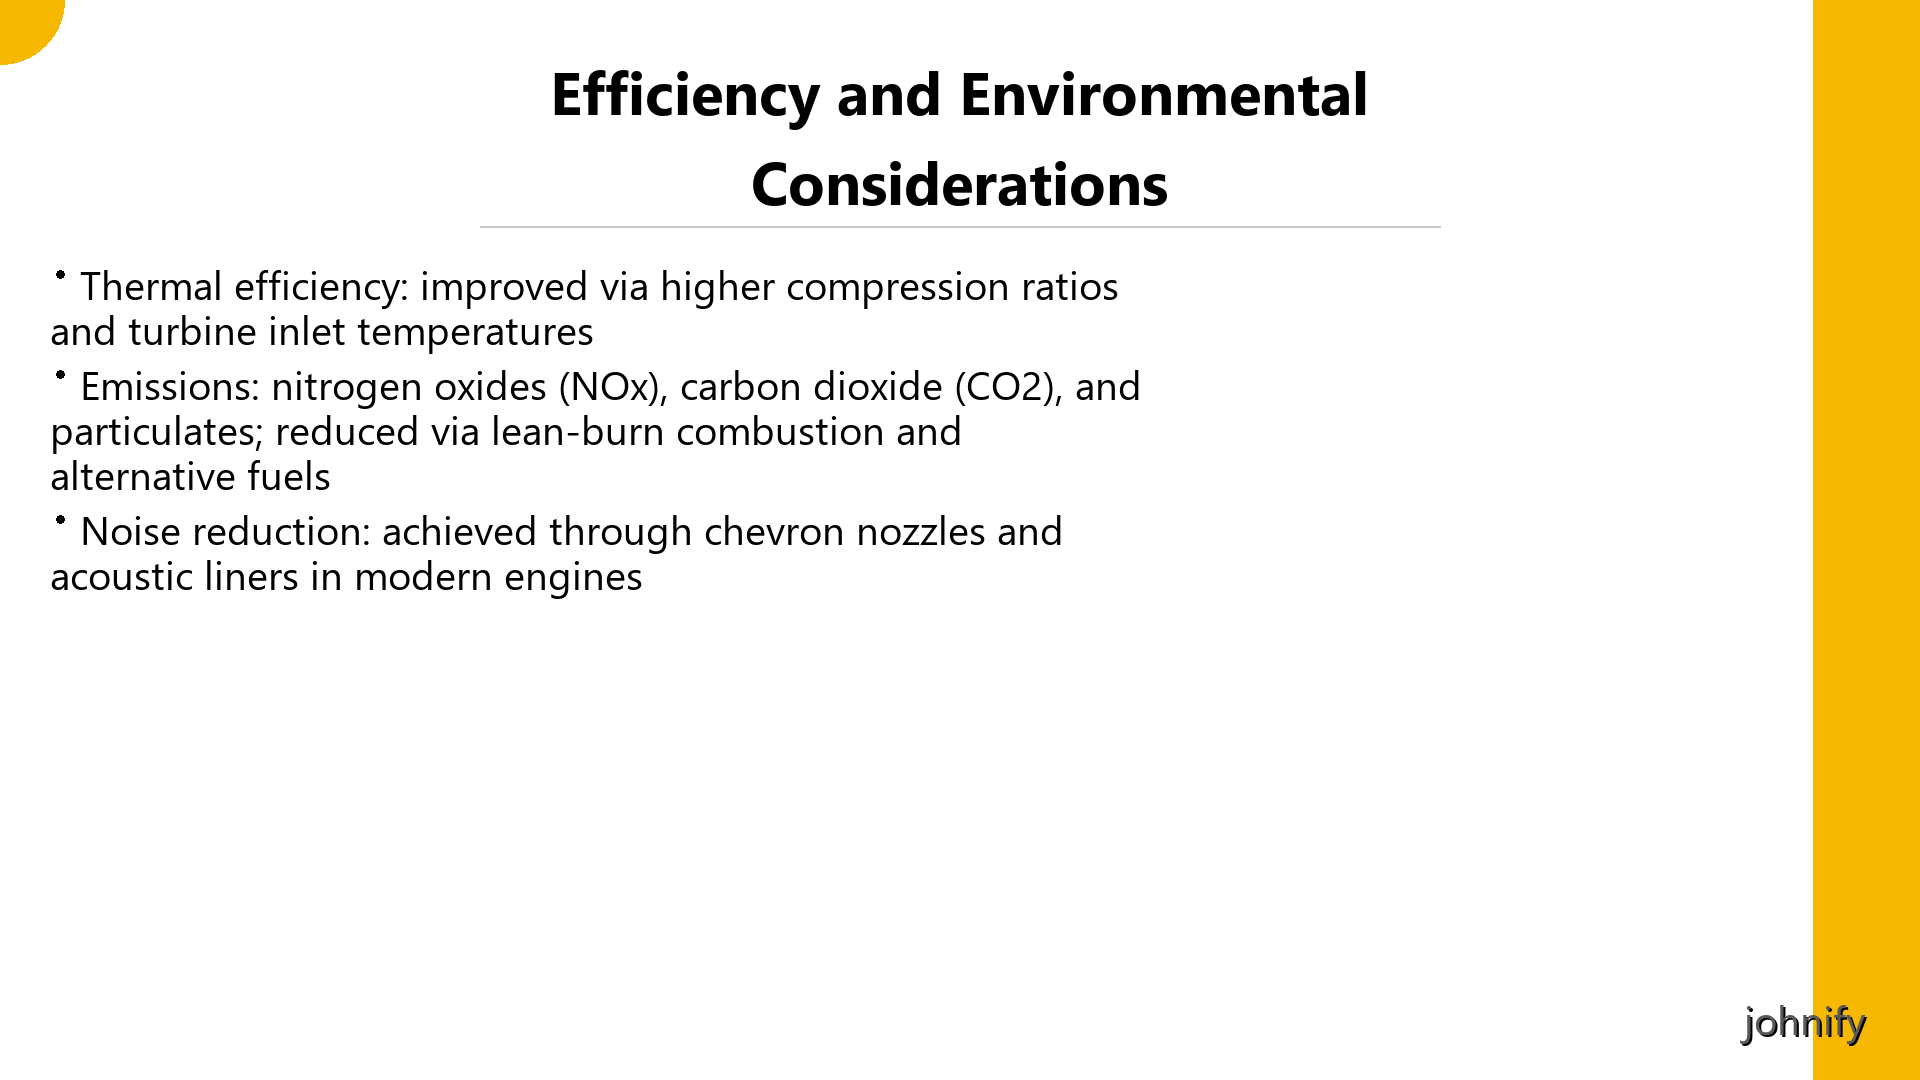 Efficiency and Environmental
Considerations
• Thermal efficiency: improved via higher compression ratios
and turbine inlet temperatures
• Emissions: nitrogen oxides (NOx), carbon dioxide (CO2), and
particulates; reduced via lean-burn combustion and
alternative fuels
• Noise reduction: achieved through chevron nozzles and
acoustic liners in modern engines
johnify